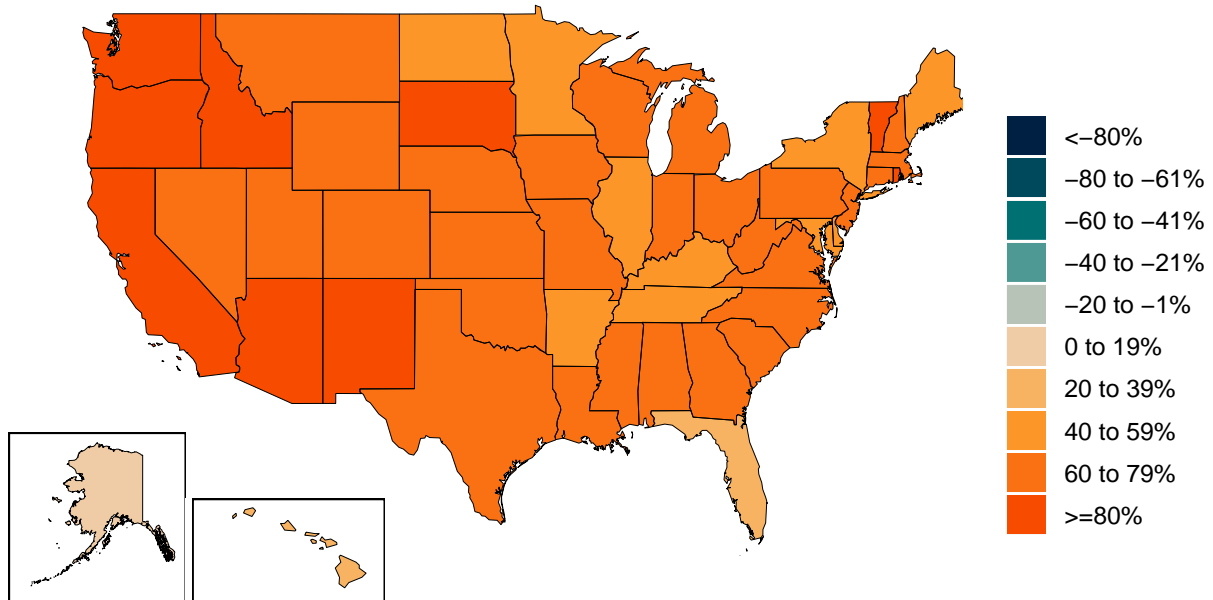 <−80%
−80 to −61%
−60 to −41%
−40 to −21%
−20 to −1%
0 to 19%
20 to 39%
40 to 59%
60 to 79%
>=80%